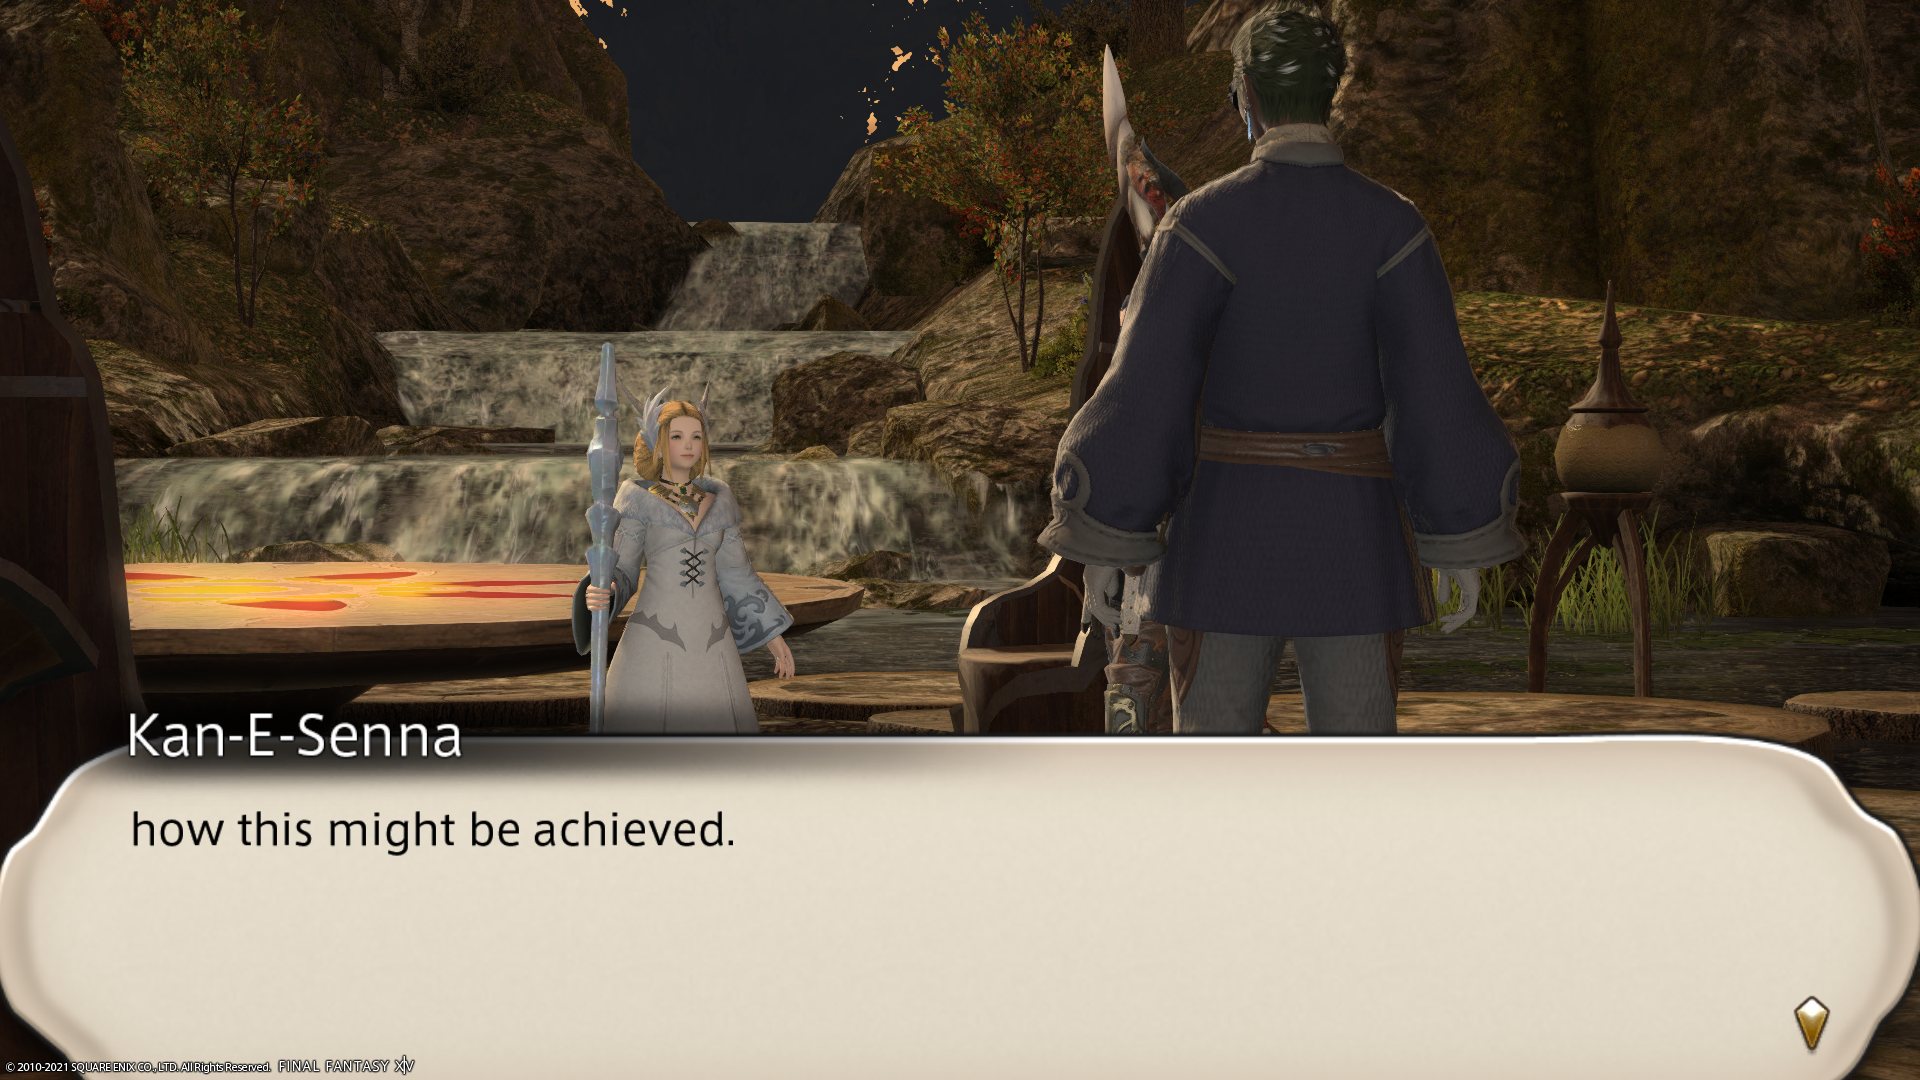 Kan-E-Senna
how this might be achieved.
© 2010-2021 SQUARE ENIX CO., LTD. All Rights Reserved. FINAL FANTASY XIV